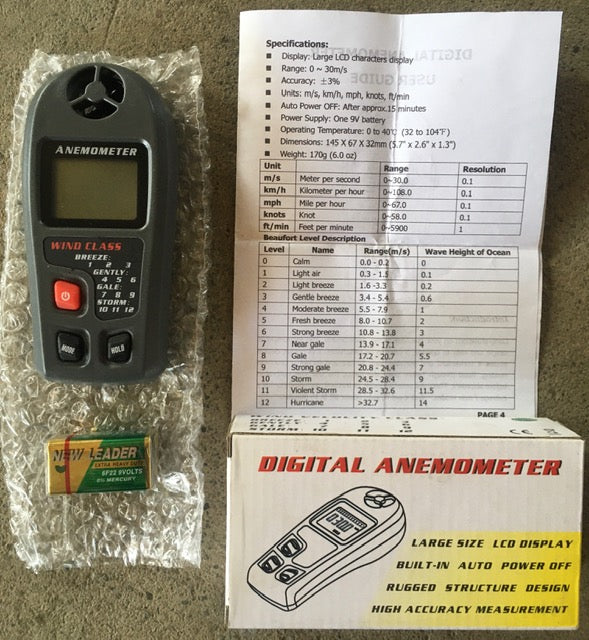 ANEMOMETER
WIND CLASS
BREEZE:
1 2 3
GENTLY:
4 5 6
GALE:
7 8 9
STORM:
10 11 12
MODE
HOLD
NEW LEADER
EXTRA HEAVY DUTY
6F22 9VOLTS
0% MERCURY
Specifications:
Display: Large LCD characters display
Range: 0 ~ 30m/s
Accuracy: ±3%
Units: m/s, km/h, mph, knots, ft/min
Auto Power OFF: After approx.15 minutes
Power Supply: One 9V battery
Operating Temperature: 0 to 40℃ (32 to 104℉)
Dimensions: 145 X 67 X 32mm (5.7" x 2.6" x 1.3")
Weight: 170g (6.0 oz)
Unit Range Resolution
m/s Meter per second 0~30.0 0.1
km/h Kilometer per hour 0~108.0 0.1
mph Mile per hour 0~67.0 0.1
knots Knot 0~58.0 0.1
ft/min Feet per minute 0~5900 1
Beaufort Level Description
Level Name Range(m/s) Wave Height of Ocean
0 Calm 0.0 - 0.2 0
1 Light air 0.3 - 1.5 0.1
2 Light breeze 1.6 -3.3 0.2
3 Gentle breeze 3.4 - 5.4 0.6
4 Moderate breeze 5.5 - 7.9 1
5 Fresh breeze 8.0 - 10.7 2
6 Strong breeze 10.8 - 13.8 3
7 Near gale 13.9 - 17.1 4
8 Gale 17.2 - 20.7 5.5
9 Strong gale 20.8 - 24.4 7
10 Storm 24.5 - 28.4 9
11 Violent Storm 28.5 - 32.6 11.5
12 Hurricane >32.7 14
PAGE 4
STORM 10 11 12
CE
DIGITAL ANEMOMETER
LARGE SIZE LCD DISPLAY
BUILT-IN AUTO POWER OFF
RUGGED STRUCTURE DESIGN
HIGH ACCURACY MEASUREMENT